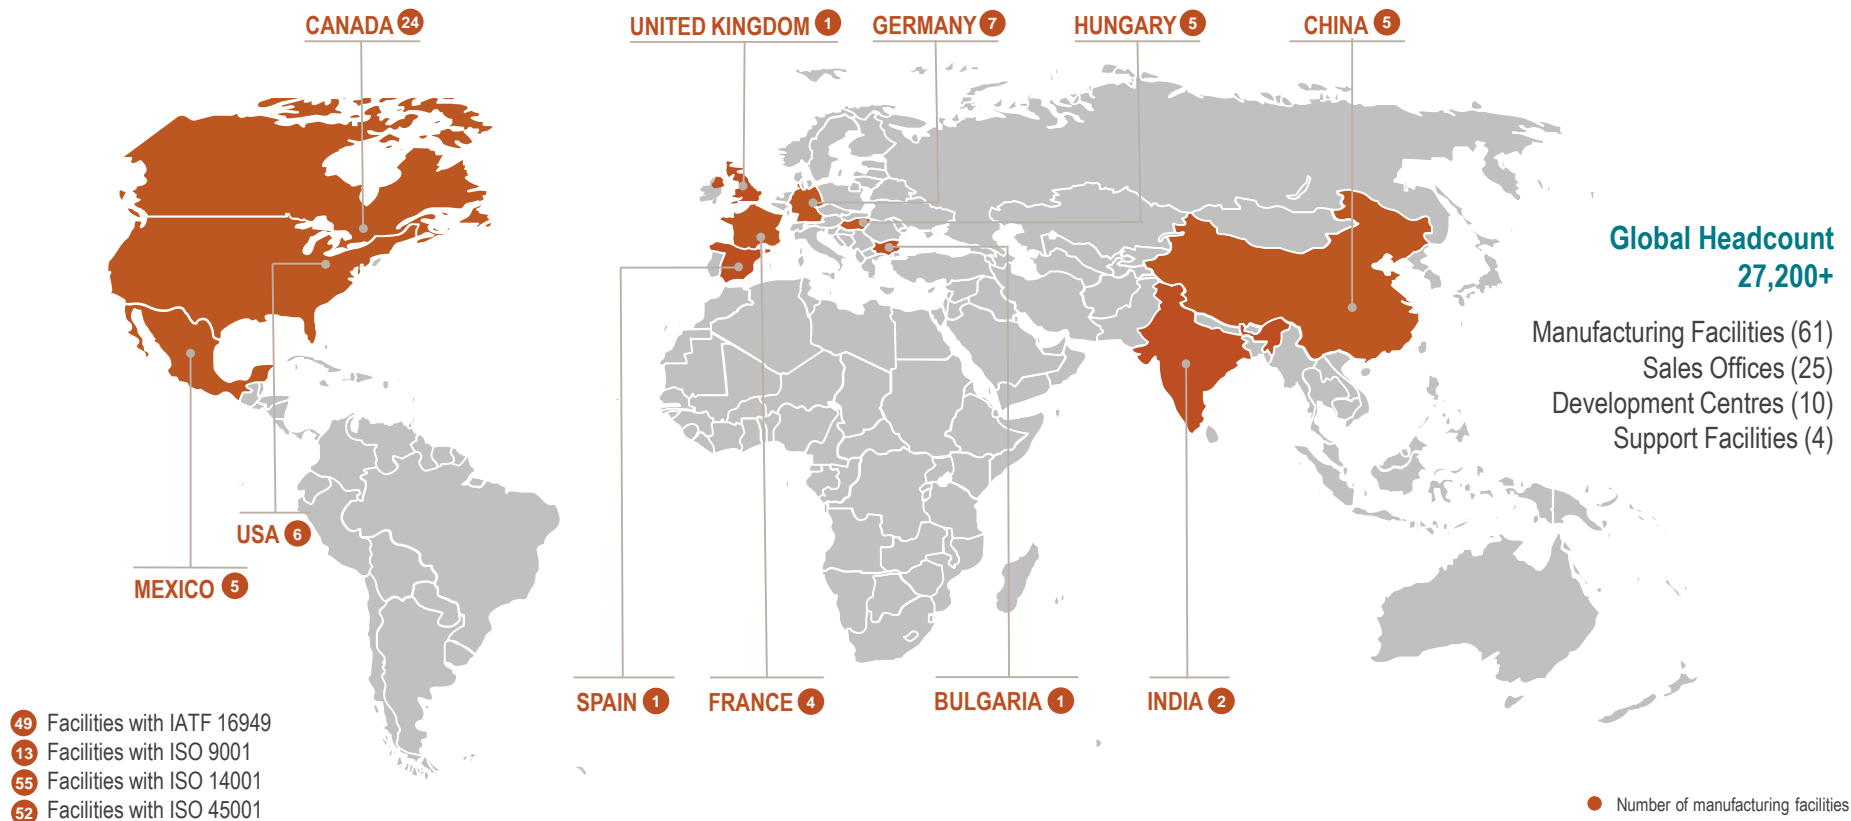 CANADA 24
UNITED KINGDOM 1
GERMANY 7
HUNGARY 5
CHINA 5
Global Headcount
27,200+
Manufacturing Facilities (61)
Sales Offices (25)
Development Centres (10)
Support Facilities (4)
USA 6
MEXICO 5
SPAIN 1
FRANCE 4
BULGARIA 1
INDIA 2
49 Facilities with IATF 16949
13 Facilities with ISO 9001
55 Facilities with ISO 14001
52 Facilities with ISO 45001
Number of manufacturing facilities